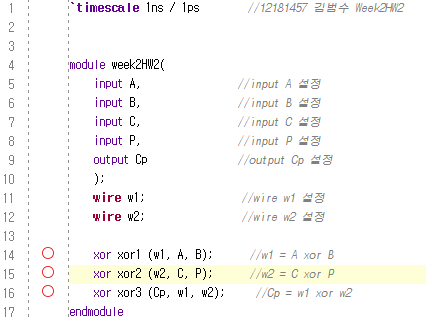 1 `timescale 1ns / 1ps //12181457 김범수 Week2HW2
2
3
4 module week2HW2(
5 input A, //input A 설정
6 input B, //input B 설정
7 input C, //input C 설정
8 input P, //input P 설정
9 output Cp //output Cp 설정
10 );
11 wire w1; //wire w1 설정
12 wire w2; //wire w2 설정
13
14 xor xor1 (w1, A, B); //w1 = A xor B
15 xor xor2 (w2, C, P); //w2 = C xor P
16 xor xor3 (Cp, w1, w2); //Cp = w1 xor w2
17 endmodule